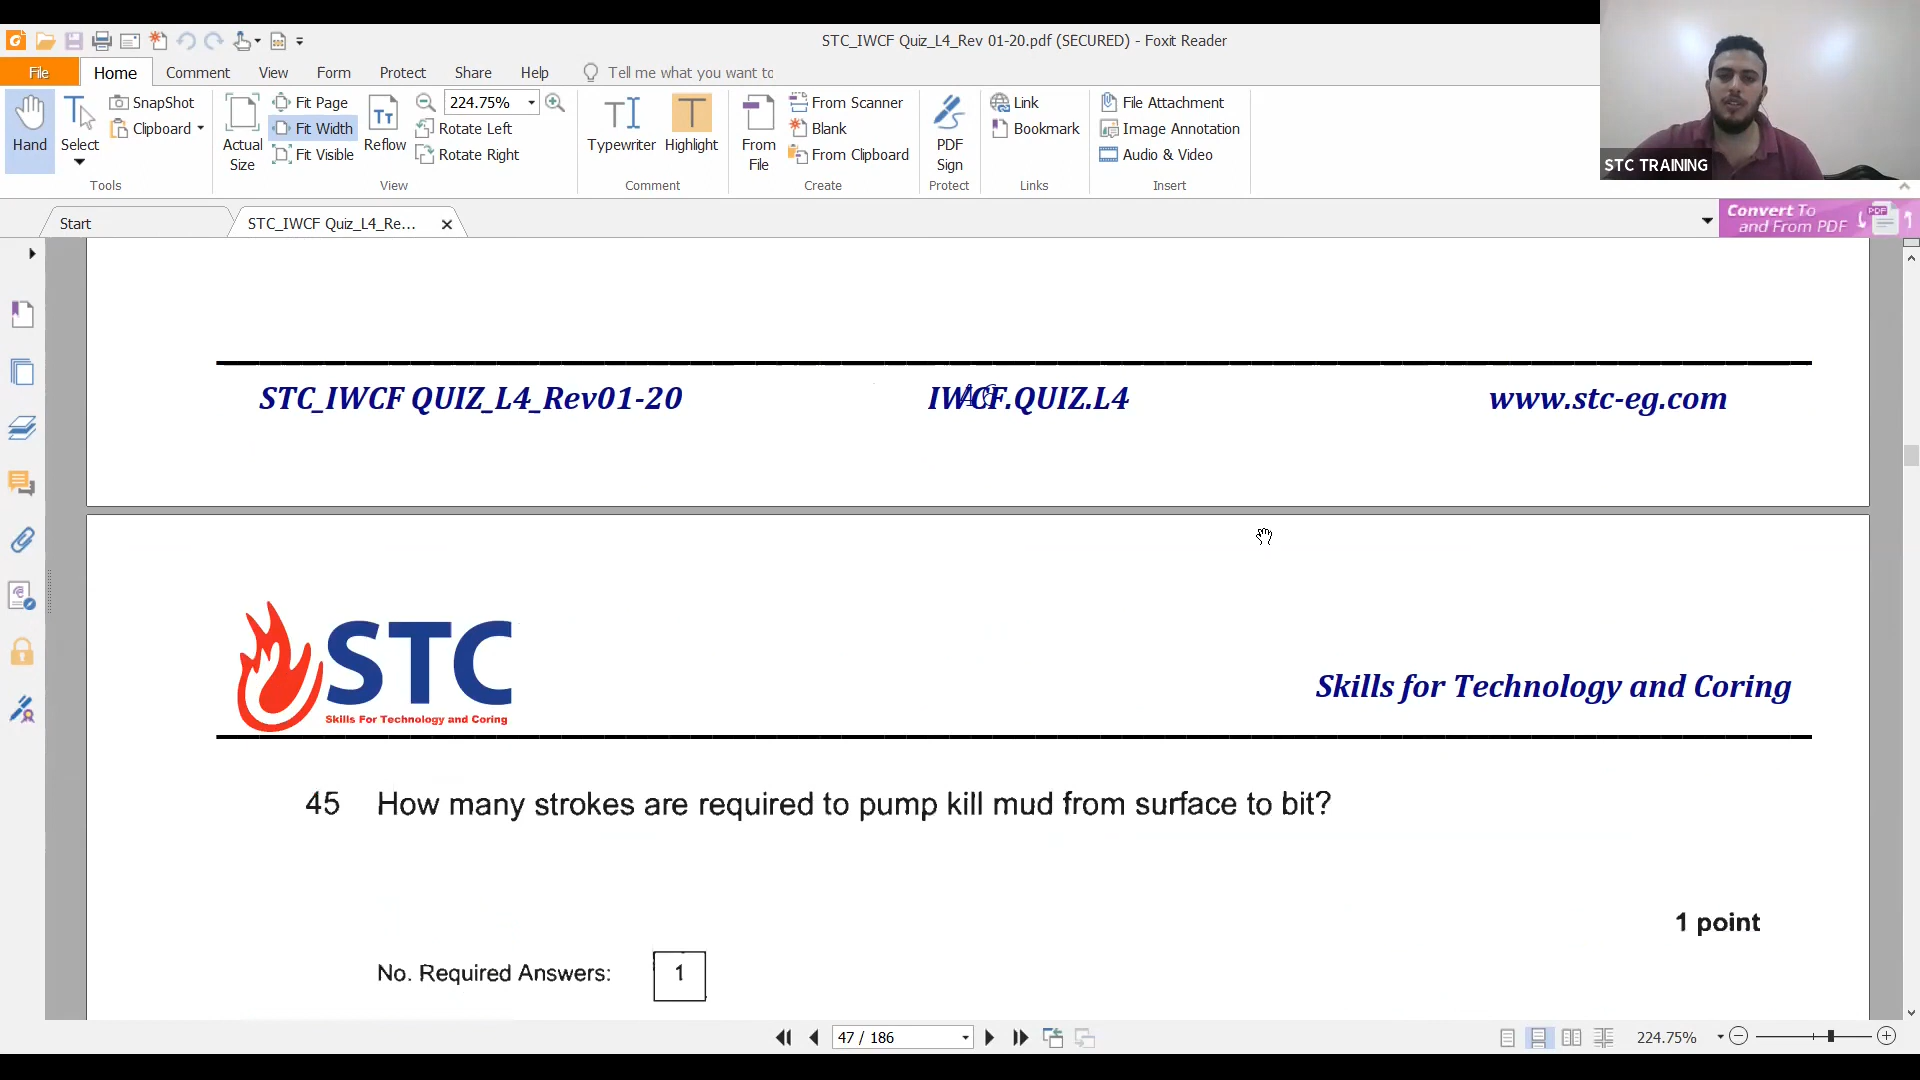 STC_IWCF Quiz_L4_Rev 01-20.pdf (SECURED) - Foxit Reader
File
Home
Comment
View
Form
Protect
Share
Help
Tell me what you want to
Hand
Select
SnapShot
Clipboard
Tools
Actual
Size
Fit Page
Fit Width
Fit Visible
Reflow
224.75%
Rotate Left
Rotate Right
View
Typewriter
Highlight
Comment
From
File
From Scanner
Blank
From Clipboard
Create
PDF
Sign
Protect
Link
Bookmark
Links
File Attachment
Image Annotation
Audio & Video
Insert
STC TRAINING
Start
STC_IWCF Quiz_L4_Re...
Convert To
and From PDF
PDF
STC_IWCF QUIZ_L4_Rev01-20
IWCF.QUIZ.L4
46
www.stc-eg.com
STC
Skills For Technology and Coring
Skills for Technology and Coring
45 How many strokes are required to pump kill mud from surface to bit?
1 point
No. Required Answers: 1
47 / 186
224.75%